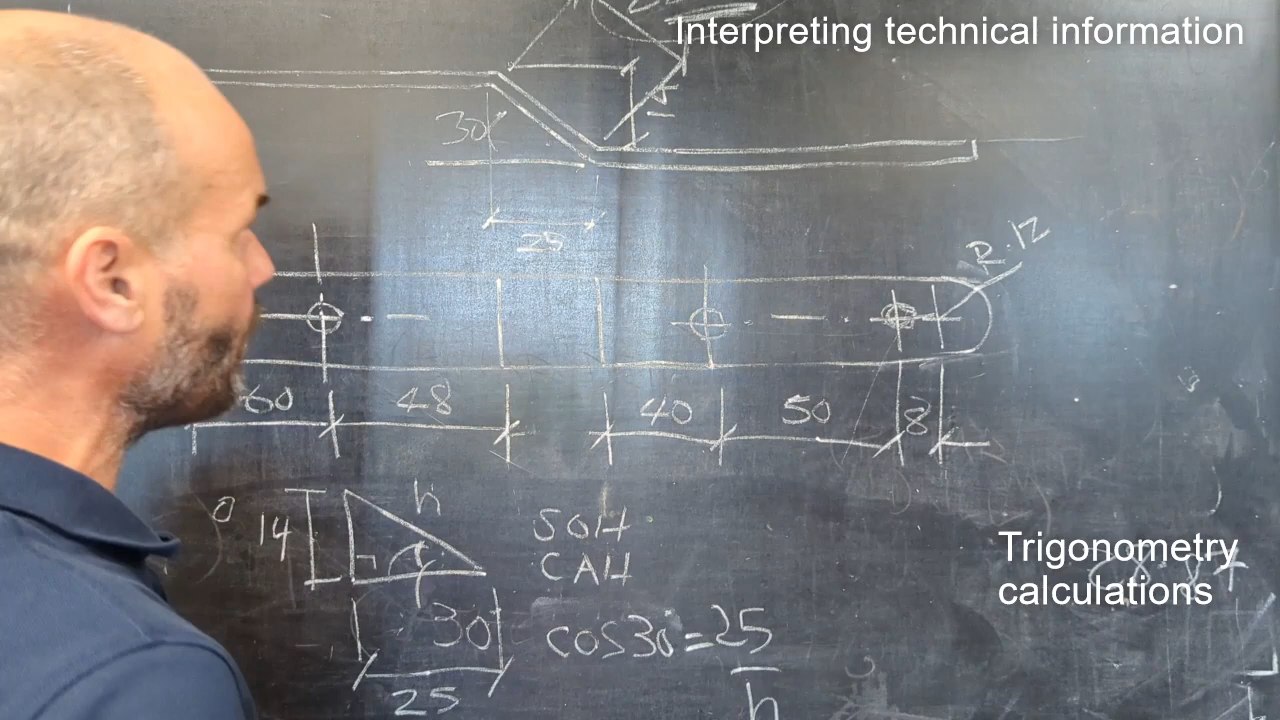 Interpreting technical information
30
25
R.12
60 48 40 50 8
14 h
30
25
SOH
CAH
cos30=25
h
Trigonometry
calculations